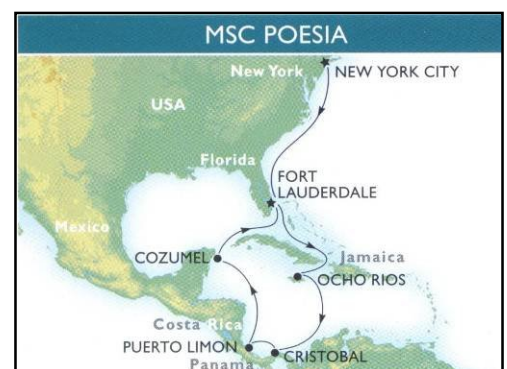 MSC POESIA
New York
NEW YORK CITY
USA
Florida
FORT
LAUDERDALE
Mexico
COZUMEL
Jamaica
OCHO RIOS
Costa Rica
PUERTO LIMON
CRISTOBAL
Panama